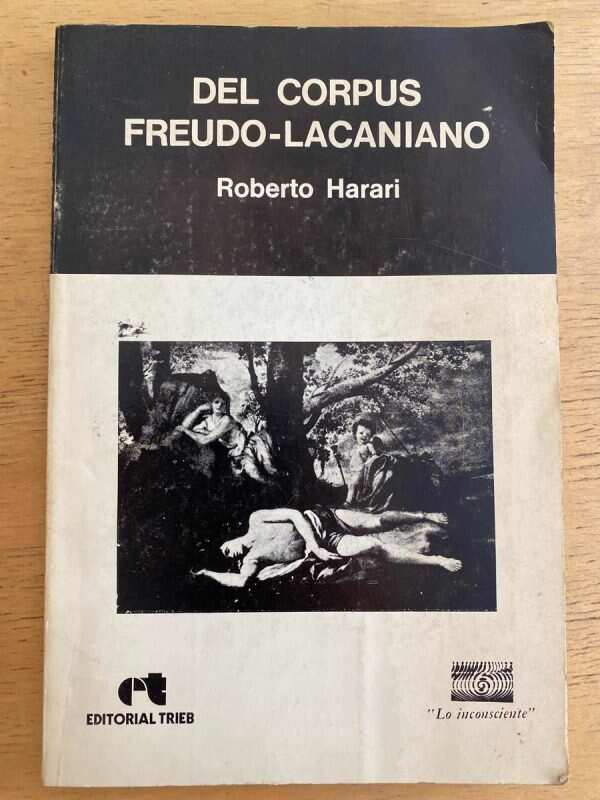 DEL CORPUS
FREUDO-LACANIANO
Roberto Harari
et
EDITORIAL TRIEB
"Lo inconsciente"